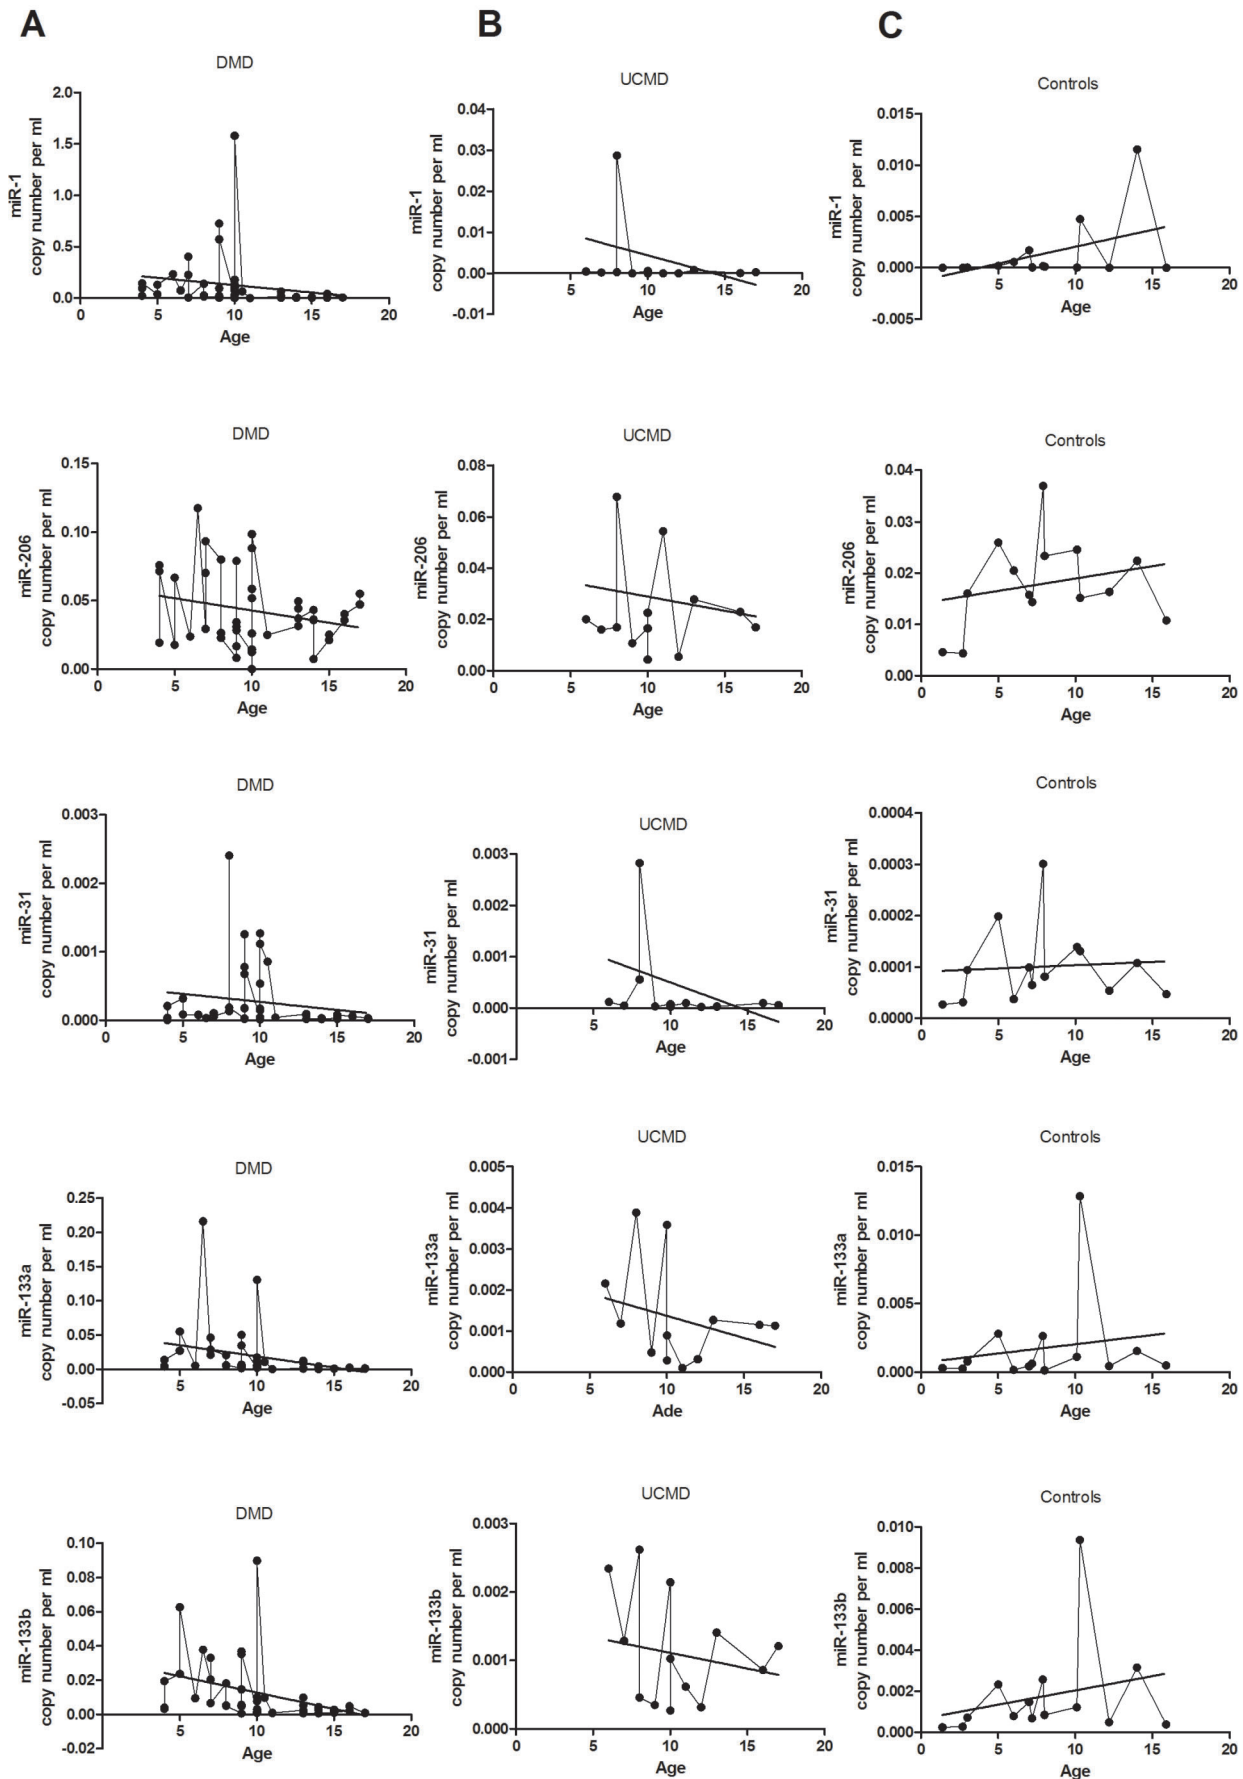 A
B
C
DMD
miR-1
copy number per ml
2.0
1.5
1.0
0.5
0.0
0 5 10 15 20
Age
UCMD
miR-1
copy number per ml
0.04
0.03
0.02
0.01
0.00
-0.01
5 10 15 20
Age
Controls
miR-1
copy number per ml
0.015
0.010
0.005
0.000
-0.005
5 10 15 20
Age
DMD
miR-206
copy number per ml
0.15
0.10
0.05
0.00
0 5 10 15 20
Age
UCMD
miR-206
copy number per ml
0.08
0.06
0.04
0.02
0.00
0 5 10 15 20
Age
Controls
miR-206
copy number per ml
0.04
0.03
0.02
0.01
0.00
0 5 10 15 20
Age
DMD
miR-31
copy number per ml
0.003
0.002
0.001
0.000
0 5 10 15 20
Age
UCMD
miR-31
copy number per ml
0.003
0.002
0.001
0.000
-0.001
5 10 15 20
Age
Controls
miR-31
copy number per ml
0.0004
0.0003
0.0002
0.0001
0.0000
0 5 10 15 20
Age
DMD
miR-133a
copy number per ml
0.25
0.20
0.15
0.10
0.05
0.00
-0.05
5 10 15 20
Age
UCMD
miR-133a
copy number per ml
0.005
0.004
0.003
0.002
0.001
0.000
0 5 10 15 20
Ade
Controls
miR-133a
copy number per ml
0.015
0.010
0.005
0.000
0 5 10 15 20
Age
DMD
miR-133b
copy number per ml
0.10
0.08
0.06
0.04
0.02
0.00
-0.02
5 10 15 20
Age
UCMD
miR-133b
copy number per ml
0.003
0.002
0.001
0.000
0 5 10 15 20
Age
Controls
miR-133b
copy number per ml
0.010
0.008
0.006
0.004
0.002
0.000
0 5 10 15 20
Age